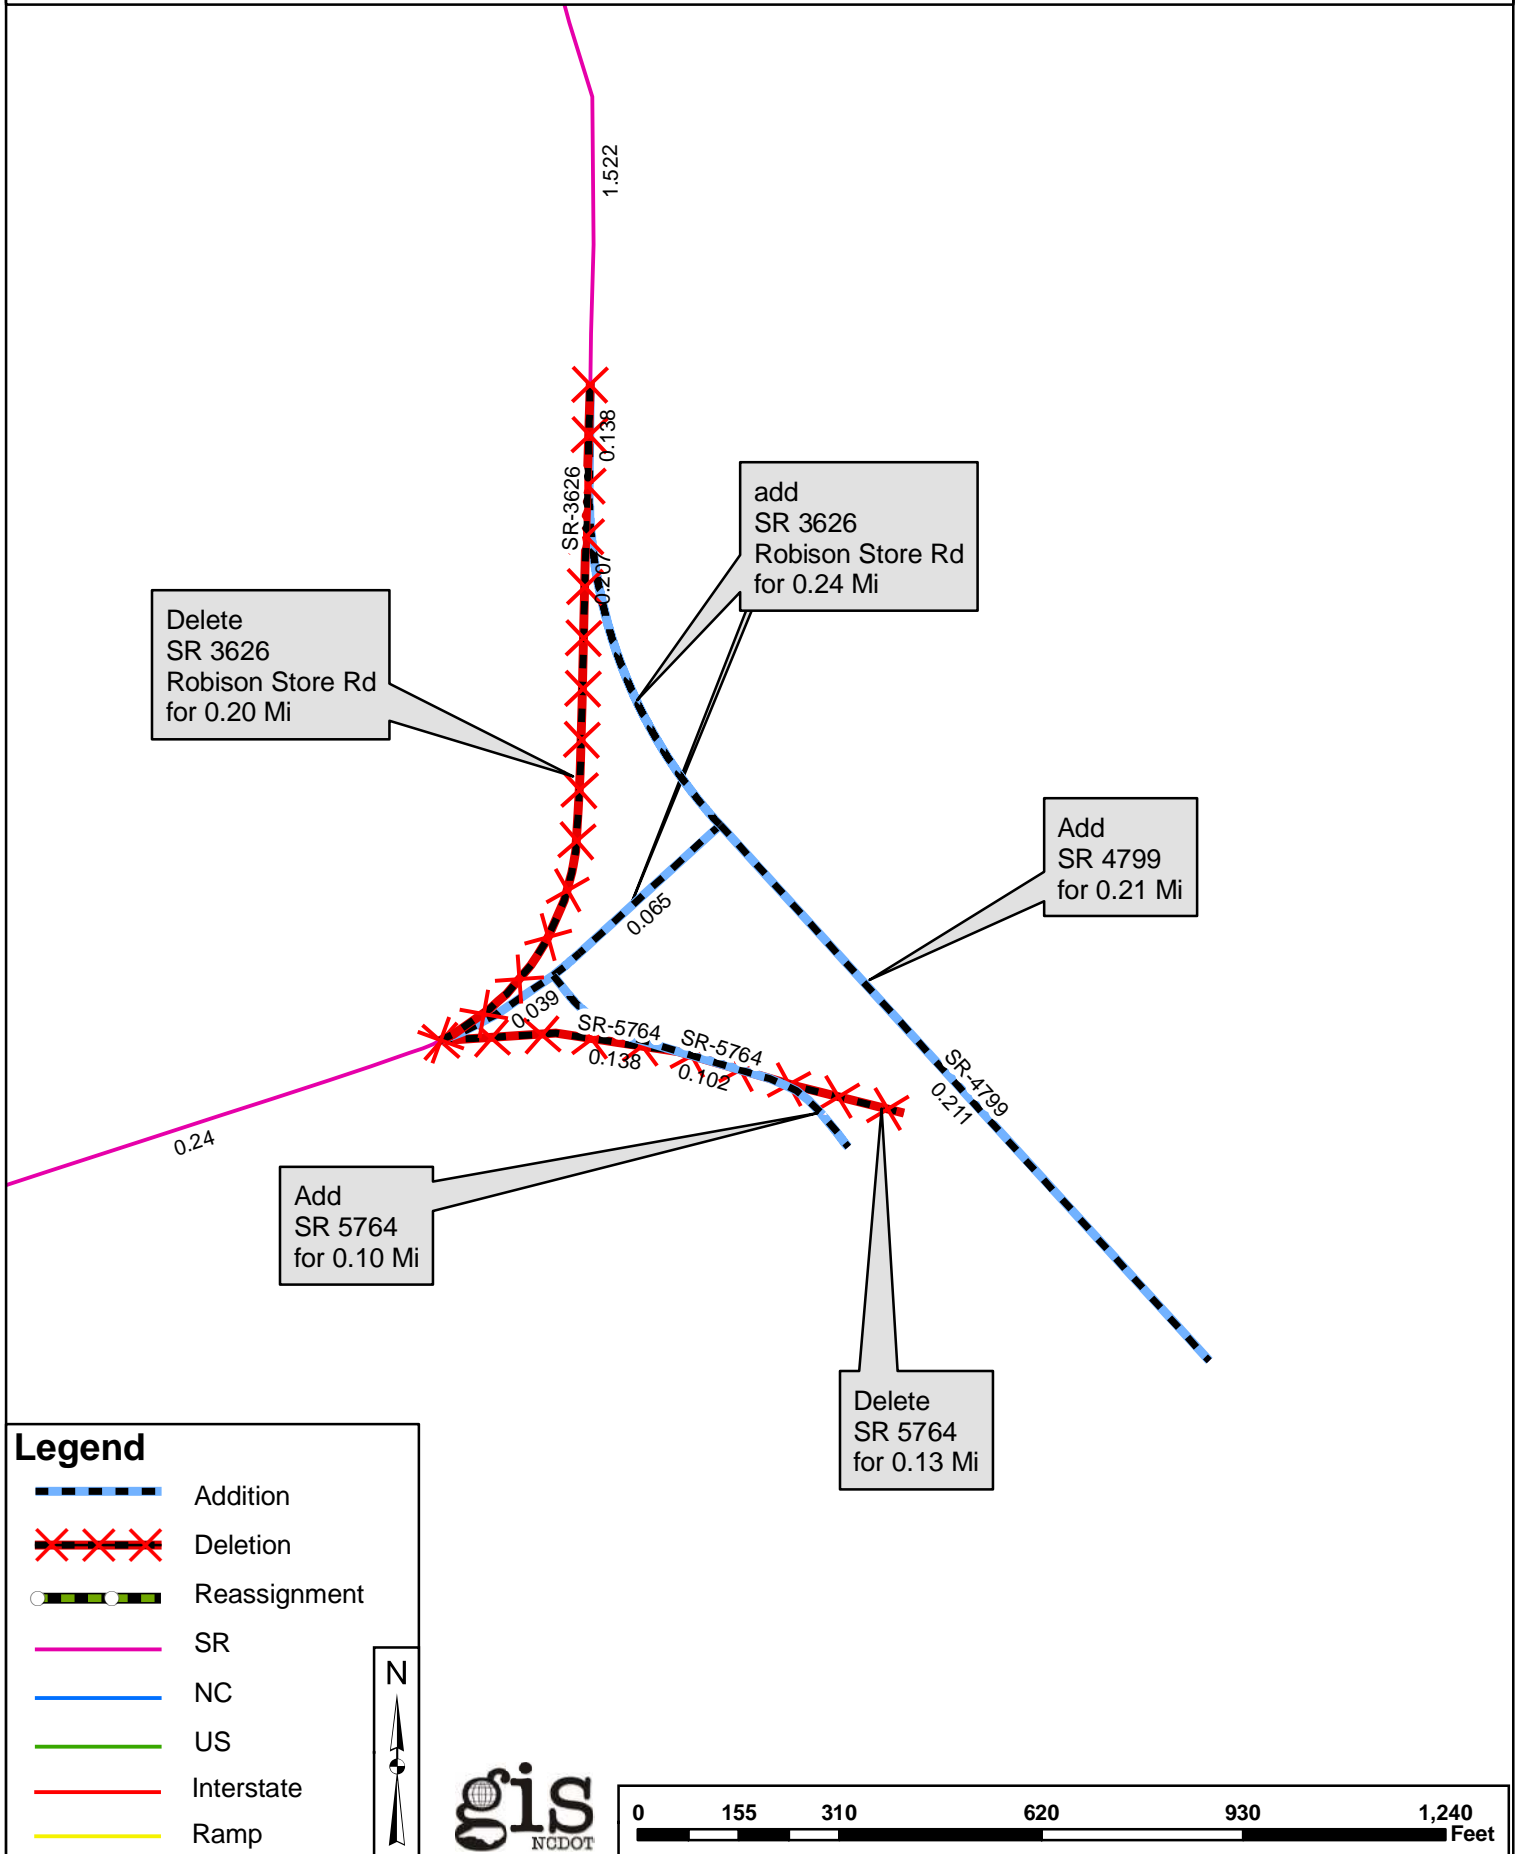 1.522
0.138
SR-3626
0.207
add
SR 3626
Robison Store Rd
for 0.24 Mi
Delete
SR 3626
Robison Store Rd
for 0.20 Mi
Add
SR 4799
for 0.21 Mi
0.065
0.039
SR-5764
SR-5764
0.138
0.102
SR-4799
0.211
0.24
Add
SR 5764
for 0.10 Mi
Delete
SR 5764
for 0.13 Mi
Legend
Addition
Deletion
Reassignment
SR
NC
US
Interstate
Ramp
N
gis
NCDOT
0 155 310 620 930 1,240
Feet